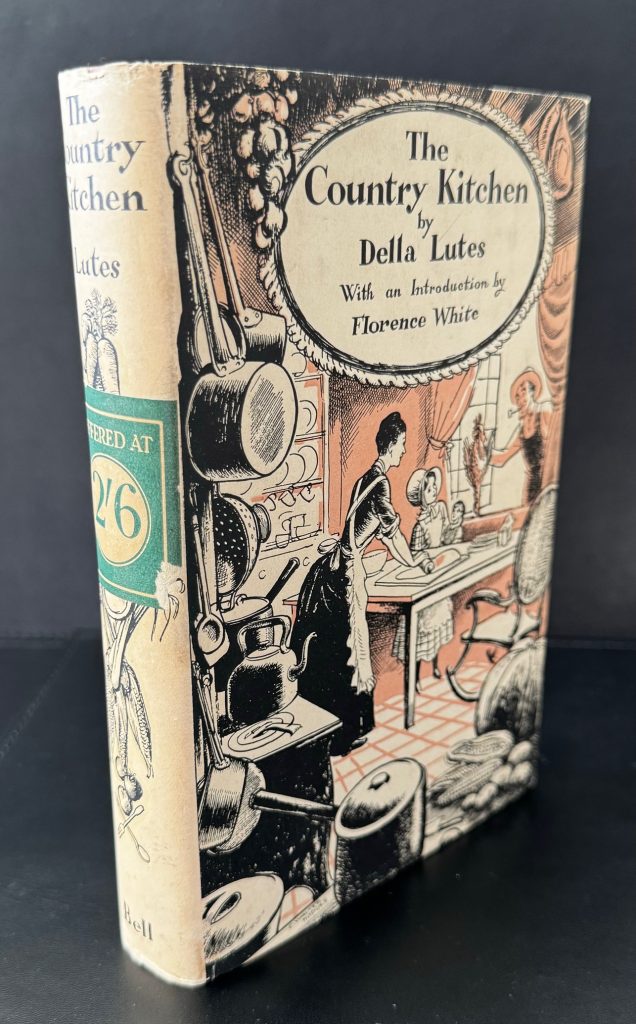 The
ountry
itchen
Lutes
FERED AT
2/6
Bell
The
Country Kitchen
by
Della Lutes
With an Introduction by
Florence White